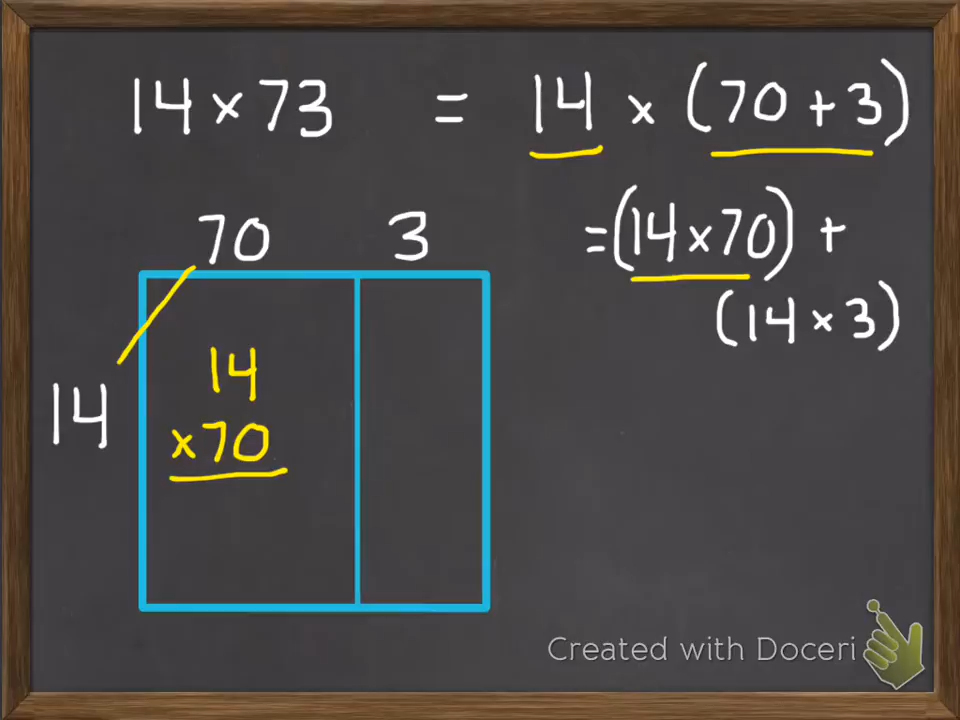 14 × 73 = 14 × (70 + 3)
= (14 × 70) +
(14 × 3)
70 3
14
14
× 70
Created with Doceri